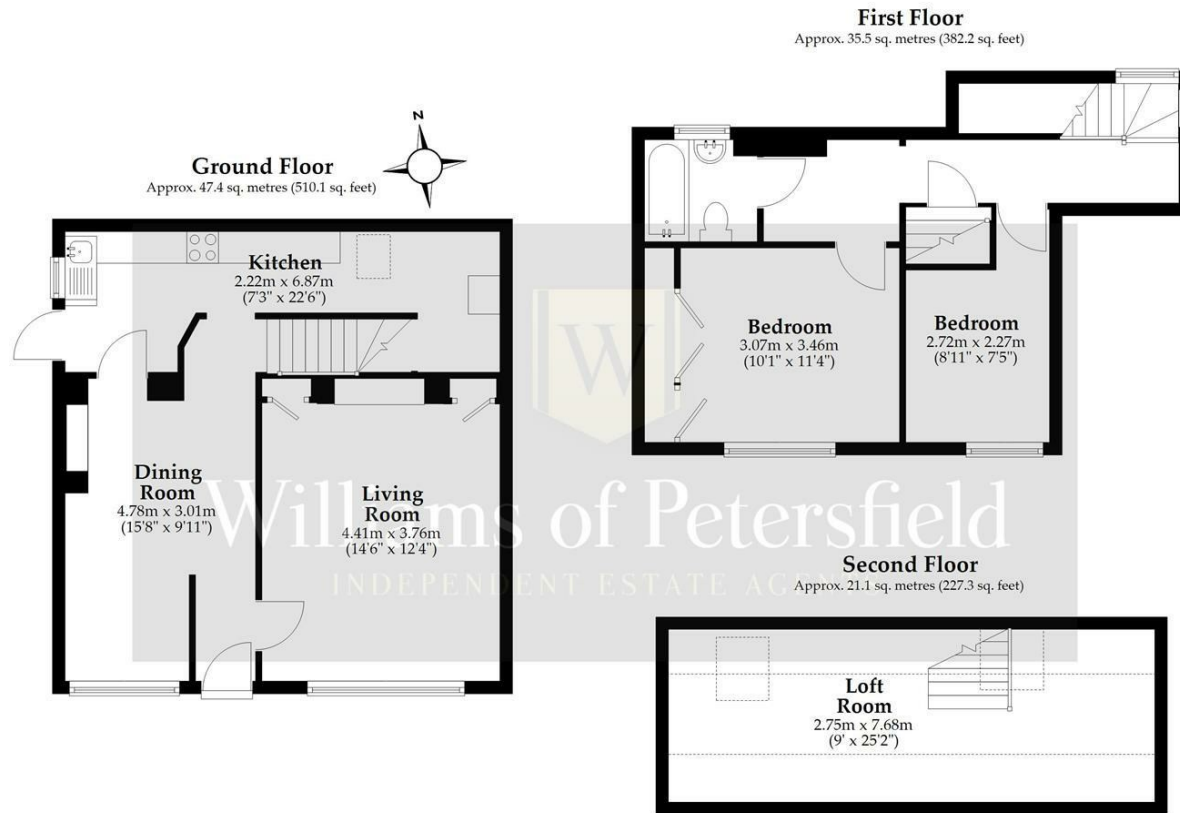 First Floor
Approx. 35.5 sq. metres (382.2 sq. feet)
N
Ground Floor
Approx. 47.4 sq. metres (510.1 sq. feet)
Kitchen
2.22m x 6.87m
(7'3" x 22'6")
Bedroom
3.07m x 3.46m
(10'1" x 11'4")
Bedroom
2.72m x 2.27m
(8'11" x 7'5")
W
Dining
Room
4.78m x 3.01m
(15'8" x 9'11")
Living
Room
4.41m x 3.76m
(14'6" x 12'4")
Williams of Petersfield
INDEPENDENT ESTATE AGENTS
Second Floor
Approx. 21.1 sq. metres (227.3 sq. feet)
Loft
Room
2.75m x 7.68m
(9' x 25'2")